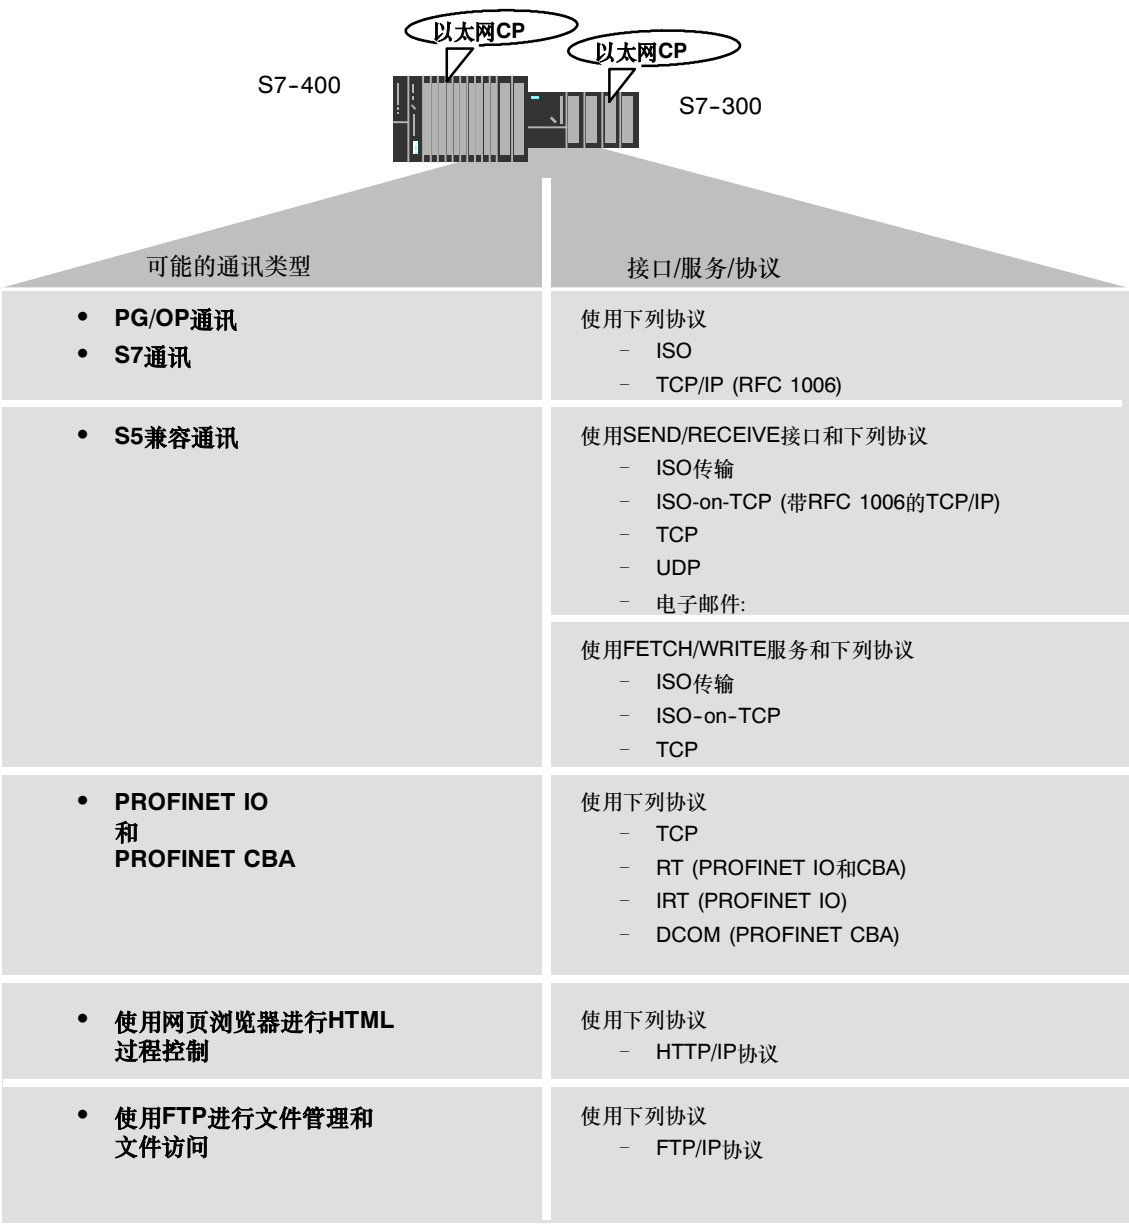 以太网CP
以太网CP
S7-400
S7-300
可能的通讯类型
接口/服务/协议
• PG/OP通讯
• S7通讯
使用下列协议
– ISO
– TCP/IP (RFC 1006)
• S5兼容通讯
使用SEND/RECEIVE接口和下列协议
– ISO传输
– ISO-on-TCP (带RFC 1006的TCP/IP)
– TCP
– UDP
– 电子邮件:
使用FETCH/WRITE服务和下列协议
– ISO传输
– ISO-on-TCP
– TCP
• PROFINET IO
和
PROFINET CBA
使用下列协议
– TCP
– RT (PROFINET IO和CBA)
– IRT (PROFINET IO)
– DCOM (PROFINET CBA)
• 使用网页浏览器进行HTML
过程控制
使用下列协议
– HTTP/IP协议
• 使用FTP进行文件管理和
文件访问
使用下列协议
– FTP/IP协议